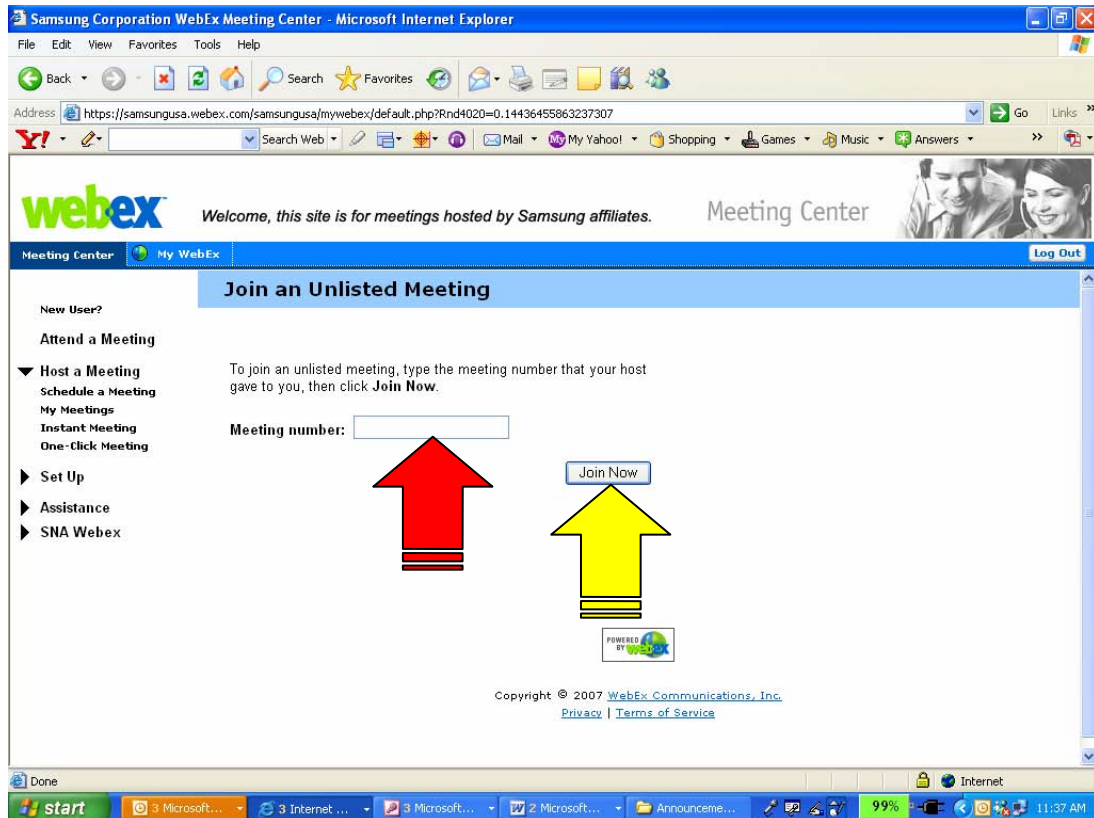 Samsung Corporation WebEx Meeting Center - Microsoft Internet Explorer
File Edit View Favorites Tools Help
Back Search Favorites
Address https://samsungusa.webex.com/samsungusa/mywebex/default.php?Rnd4020=0.14436455863237307 Go Links »
Y! Search Web Mail My Yahoo! Shopping Games Music Answers »
webex Welcome, this site is for meetings hosted by Samsung affiliates. Meeting Center
Meeting Center My WebEx Log Out
Join an Unlisted Meeting
New User?
Attend a Meeting
Host a Meeting
Schedule a Meeting
My Meetings
Instant Meeting
One-Click Meeting
Set Up
Assistance
SNA Webex
To join an unlisted meeting, type the meeting number that your host
gave to you, then click Join Now.
Meeting number:
Join Now
POWERED
BY webex
Copyright © 2007 WebEx Communications, Inc.
Privacy | Terms of Service
Done Internet
start 3 Microsoft... 3 Internet ... 3 Microsoft... 2 Microsoft... Announceme... 99% 11:37 AM